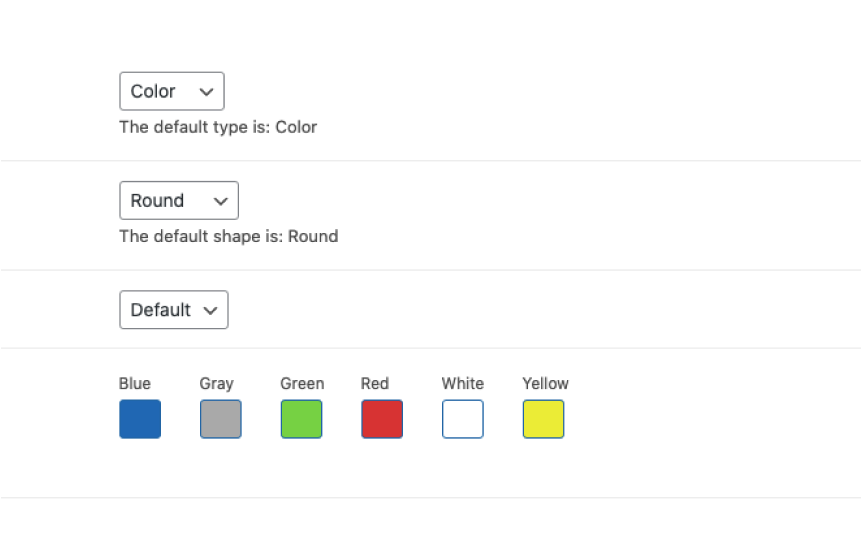 Color
The default type is: Color
Round
The default shape is: Round
Default
Blue Gray Green Red White Yellow